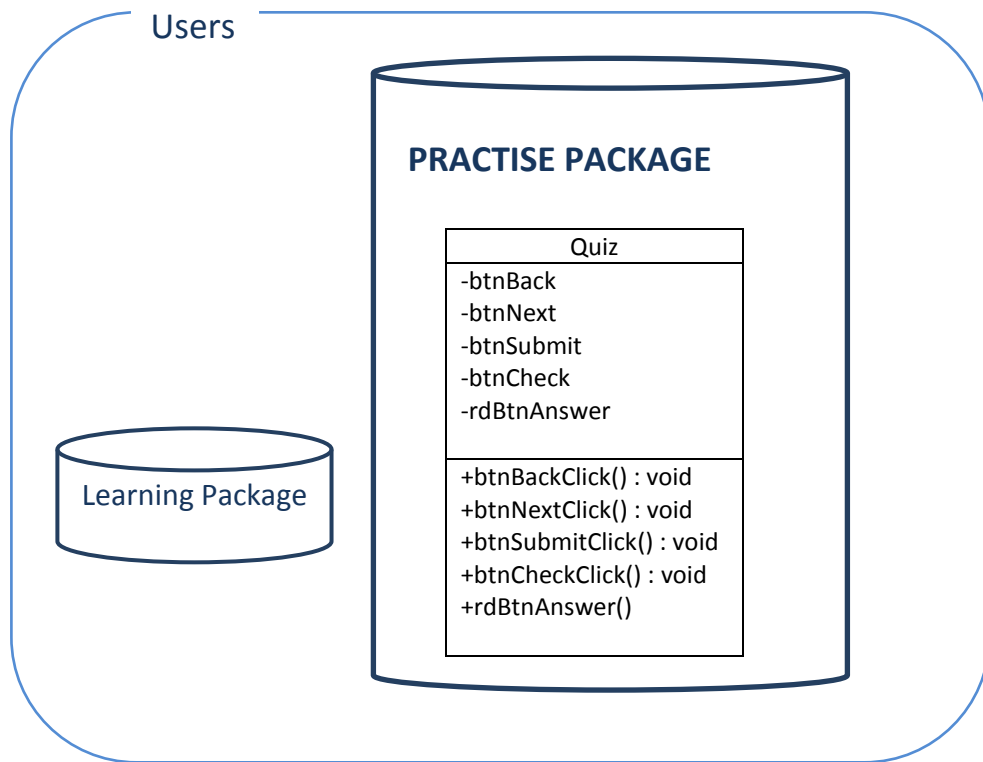 Users
PRACTISE PACKAGE
Quiz
-btnBack
-btnNext
-btnSubmit
-btnCheck
-rdBtnAnswer
+btnBackClick() : void
+btnNextClick() : void
+btnSubmitClick() : void
+btnCheckClick() : void
+rdBtnAnswer()
Learning Package